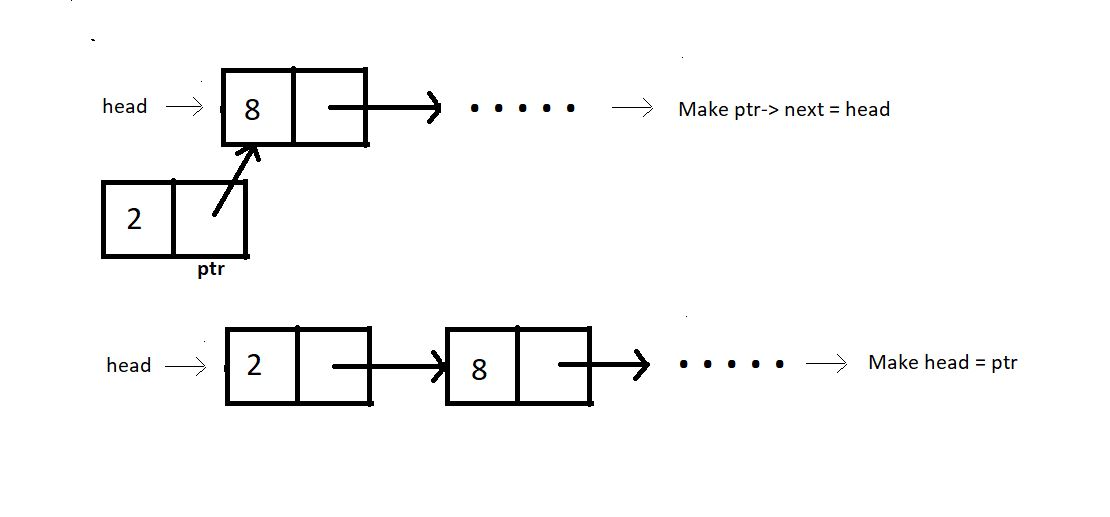 head 8 Make ptr-> next = head
2
ptr
head 2 8 Make head = ptr